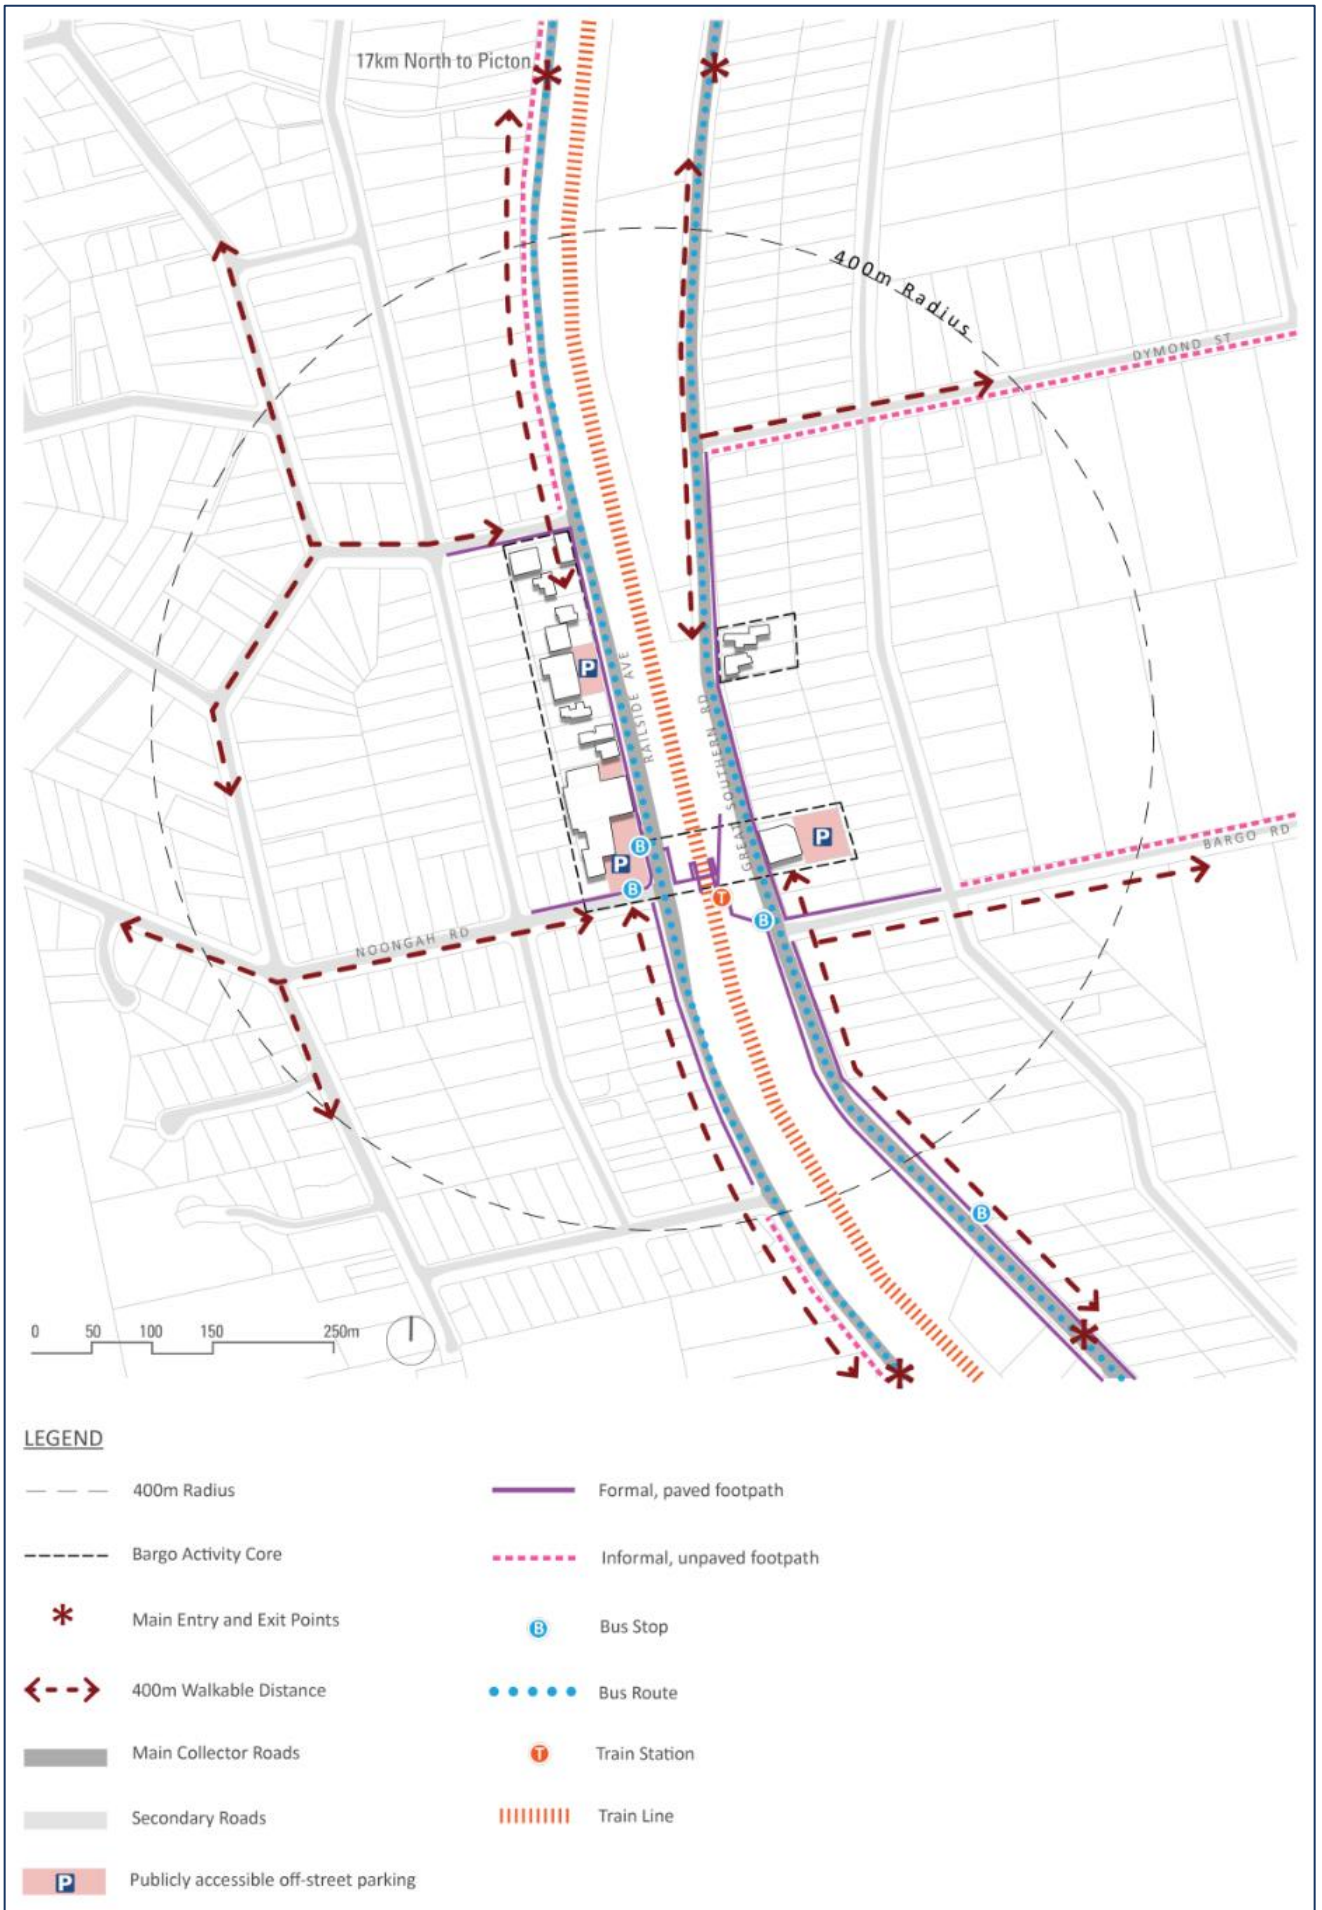 17km North to Picton
400m Radius
DYMOND ST
RAILSIDE AVE
GREAT SOUTHERN RD
P
P
P
B
B
B
T
BARGO RD
NOONGAH RD
B
0 50 100 150 250m
LEGEND
400m Radius
Formal, paved footpath
Bargo Activity Core
Informal, unpaved footpath
Main Entry and Exit Points
B Bus Stop
400m Walkable Distance
Bus Route
Main Collector Roads
T Train Station
Secondary Roads
Train Line
P Publicly accessible off-street parking